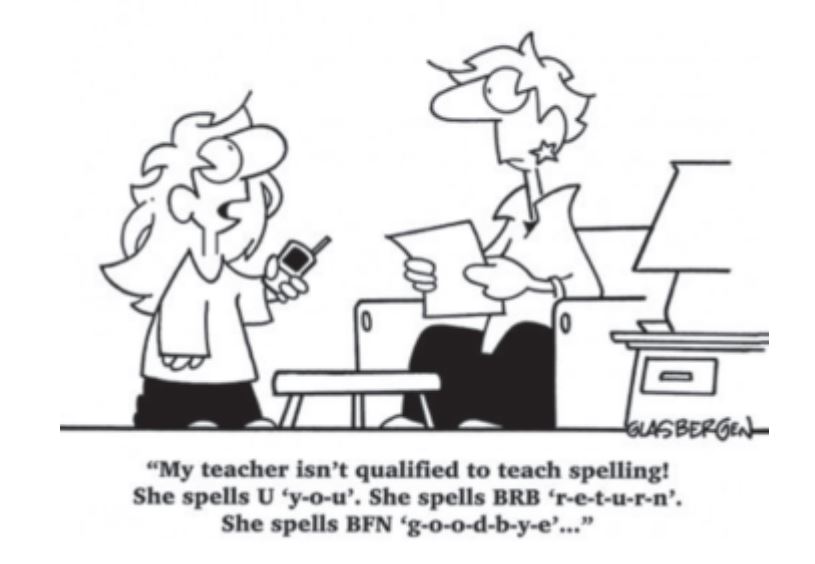 GLASBERGEN
“My teacher isn’t qualified to teach spelling!
She spells U ‘y-o-u’. She spells BRB ‘r-e-t-u-r-n’.
She spells BFN ‘g-o-o-d-b-y-e’...”